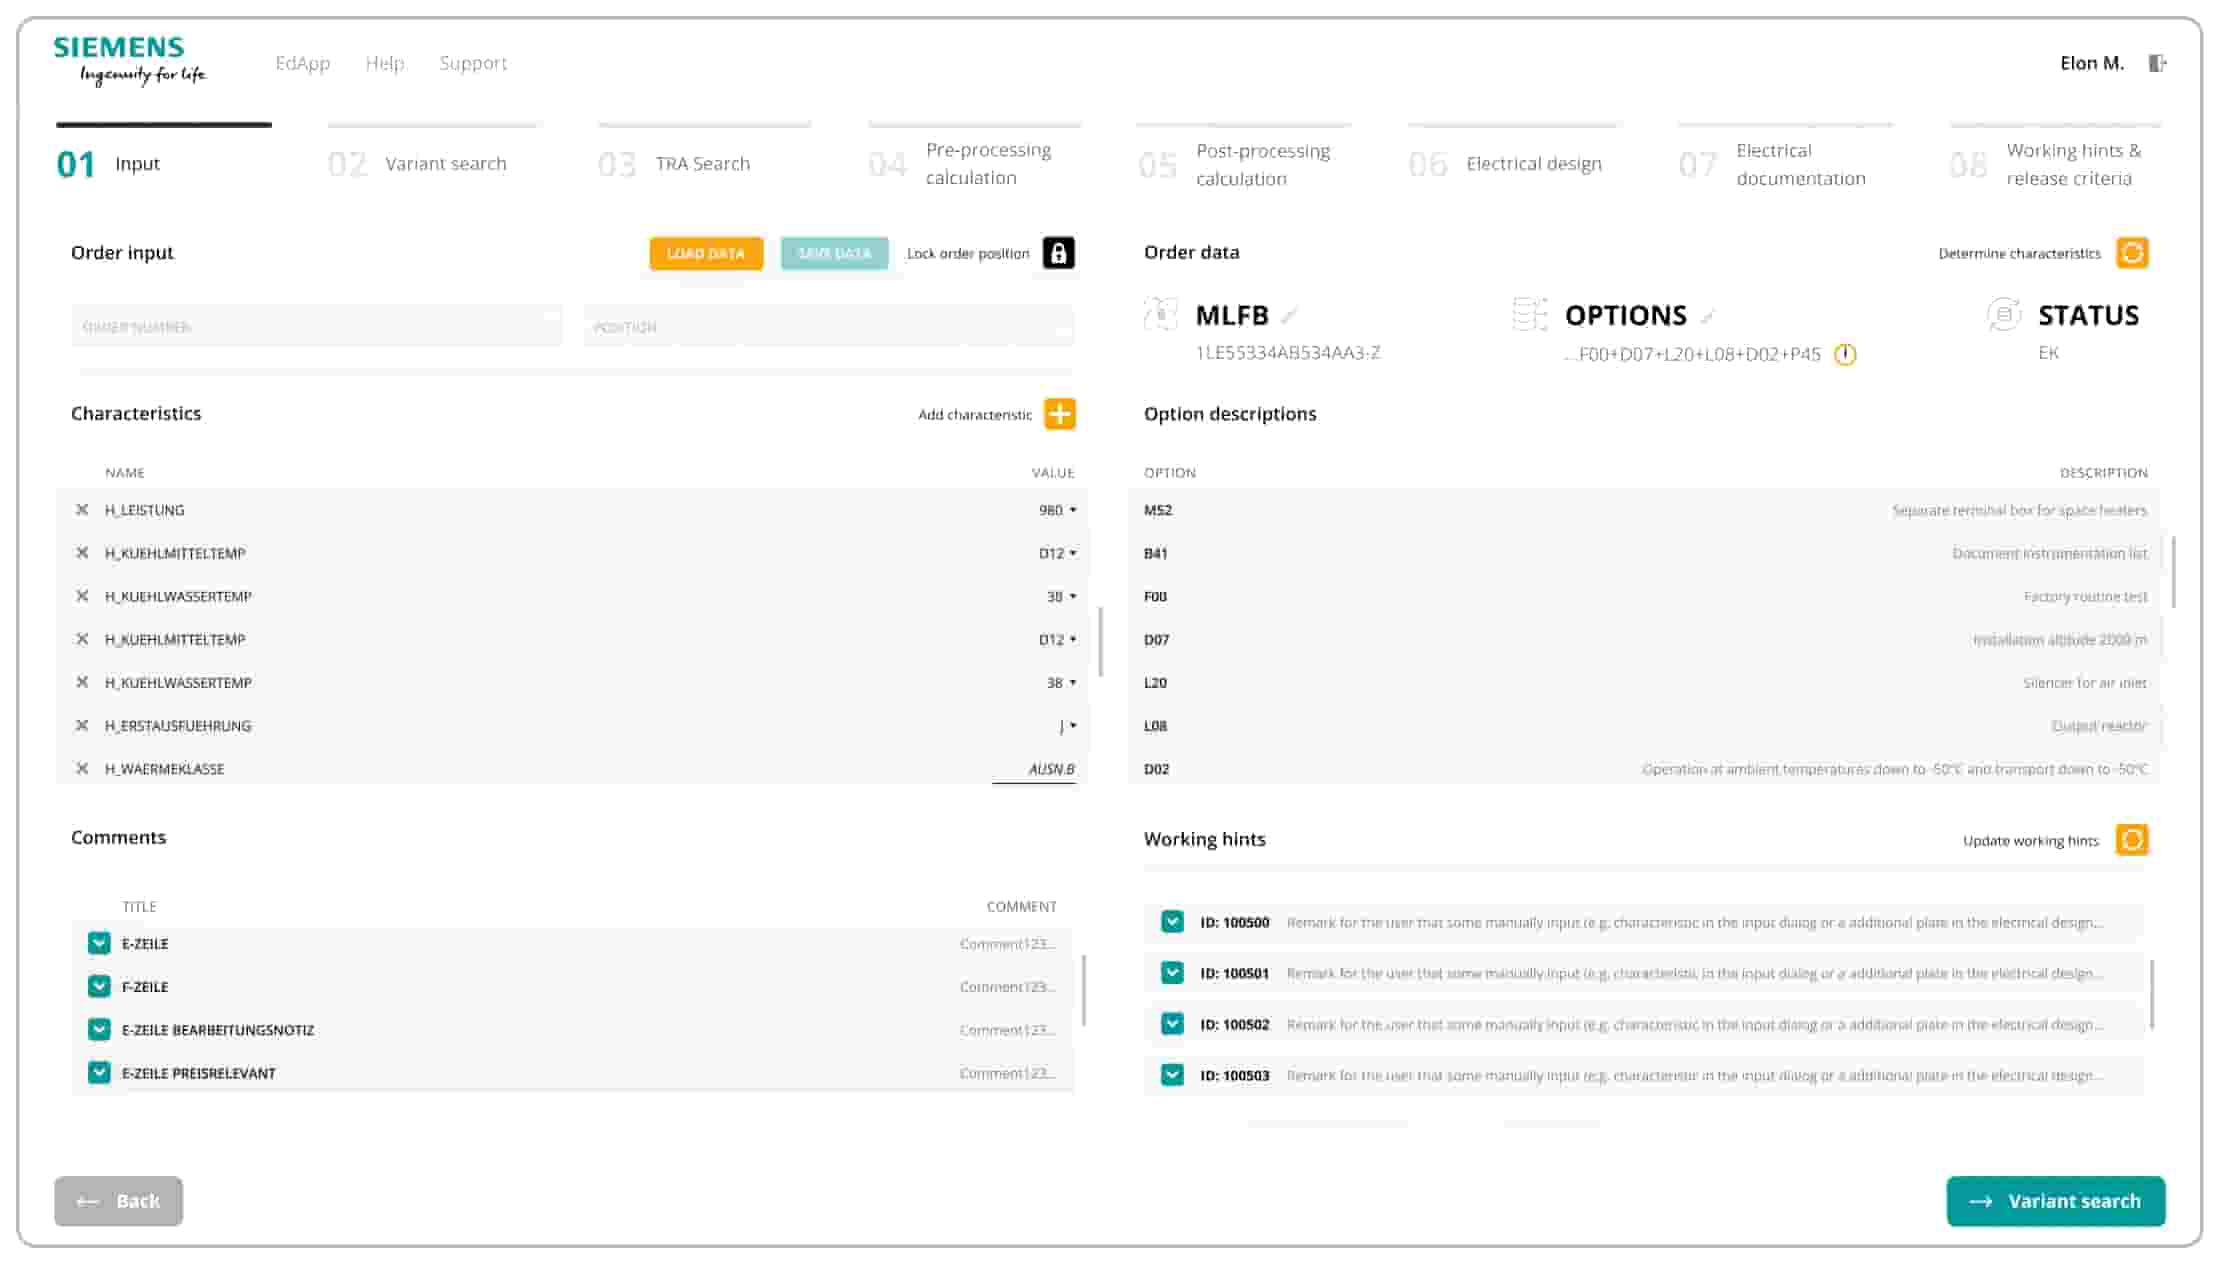 SIEMENS
Ingenuity for life
EdApp Help Support
Elon M.
01 Input
02 Variant search
03 TRA Search
04 Pre-processing calculation
05 Post-processing calculation
06 Electrical design
07 Electrical documentation
08 Working hints & release criteria
Order input
LOAD DATA
SAVE DATA
Lock order position
ORDER NUMBER
POSITION
Characteristics
Add characteristic
NAME VALUE
H_LEISTUNG 980
H_KUEHLMITTELTEMP D12
H_KUEHLWASSERTEMP 38
H_KUEHLMITTELTEMP D12
H_KUEHLWASSERTEMP 38
H_ERSTAUSFUEHRUNG J
H_WAERMEKLASSE AUSN.B
Comments
TITLE COMMENT
E-ZEILE Comment123...
F-ZEILE Comment123...
E-ZEILE BEARBEITUNGSNOTIZ Comment123...
E-ZEILE PREISRELEVANT Comment123...
Order data
Determine characteristics
MLFB
1LE55334AB534AA3-Z
OPTIONS
...F00+D07+L20+L08+D02+P45
STATUS
EK
Option descriptions
OPTION DESCRIPTION
M52 Separate terminal box for space heaters
B41 Document Instrumentation list
F00 Factory routine test
D07 Installation altitude 2000 m
L20 Silencer for air inlet
L08 Output reactor
D02 Operation at ambient temperatures down to -50°C and transport down to -50°C
Working hints
Update working hints
ID: 100500 Remark for the user that some manually input (e.g. characteristic in the input dialog or a additional plate in the electrical design...
ID: 100501 Remark for the user that some manually input (e.g. characteristic in the input dialog or a additional plate in the electrical design...
ID: 100502 Remark for the user that some manually input (e.g. characteristic in the input dialog or a additional plate in the electrical design...
ID: 100503 Remark for the user that some manually input (e.g. characteristic in the input dialog or a additional plate in the electrical design...
← Back
→ Variant search